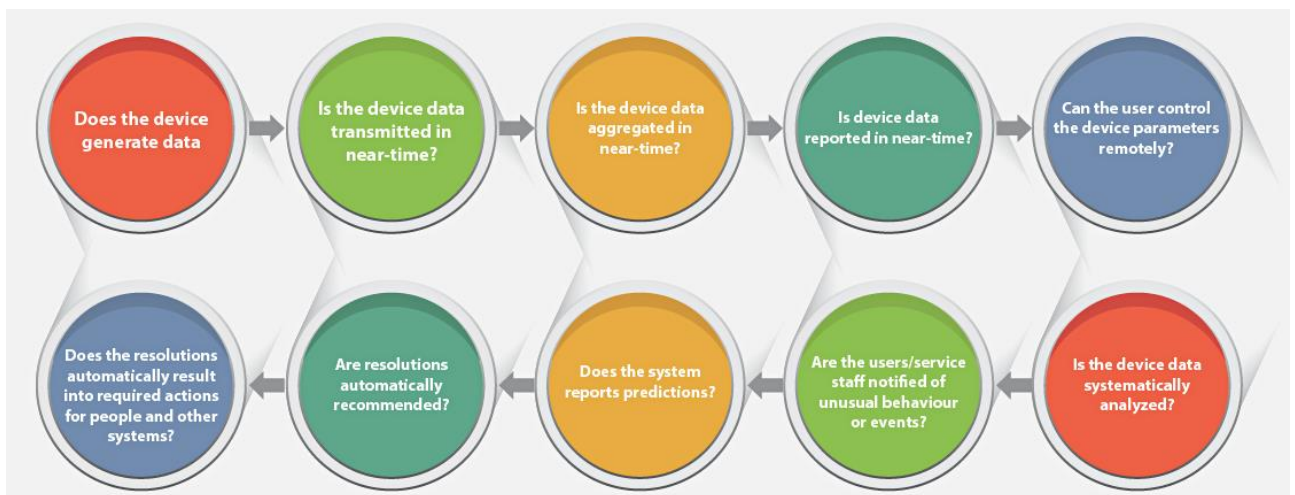 Does the device
generate data
Is the device data
transmitted in
near-time?
Is the device data
aggregated in
near-time?
Is device data
reported in near-time?
Can the user control
the device parameters
remotely?
Does the resolutions
automatically result
into required actions
for people and other
systems?
Are resolutions
automatically
recommended?
Does the system
reports predictions?
Are the users/service
staff notified of
unusual behaviour
or events?
Is the device data
systematically
analyzed?